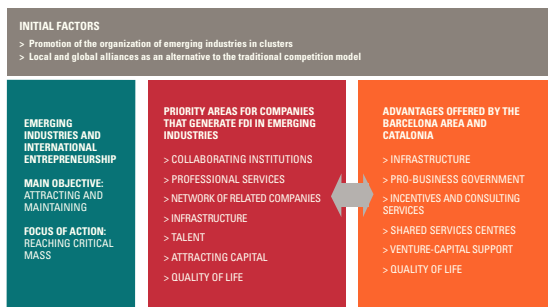 INITIAL FACTORS
> Promotion of the organization of emerging industries in clusters
> Local and global alliances as an alternative to the traditional competition model
EMERGING
INDUSTRIES AND
INTERNATIONAL
ENTREPRENEURSHIP
MAIN OBJECTIVE:
ATTRACTING AND
MAINTAINING
FOCUS OF ACTION:
REACHING CRITICAL
MASS
PRIORITY AREAS FOR COMPANIES
THAT GENERATE FDI IN EMERGING
INDUSTRIES
> COLLABORATING INSTITUTIONS
> PROFESSIONAL SERVICES
> NETWORK OF RELATED COMPANIES
> INFRASTRUCTURE
> TALENT
> ATTRACTING CAPITAL
> QUALITY OF LIFE
ADVANTAGES OFFERED BY THE
BARCELONA AREA AND
CATALONIA
> INFRASTRUCTURE
> PRO-BUSINESS GOVERNMENT
> INCENTIVES AND CONSULTING
SERVICES
> SHARED SERVICES CENTRES
> VENTURE-CAPITAL SUPPORT
> QUALITY OF LIFE